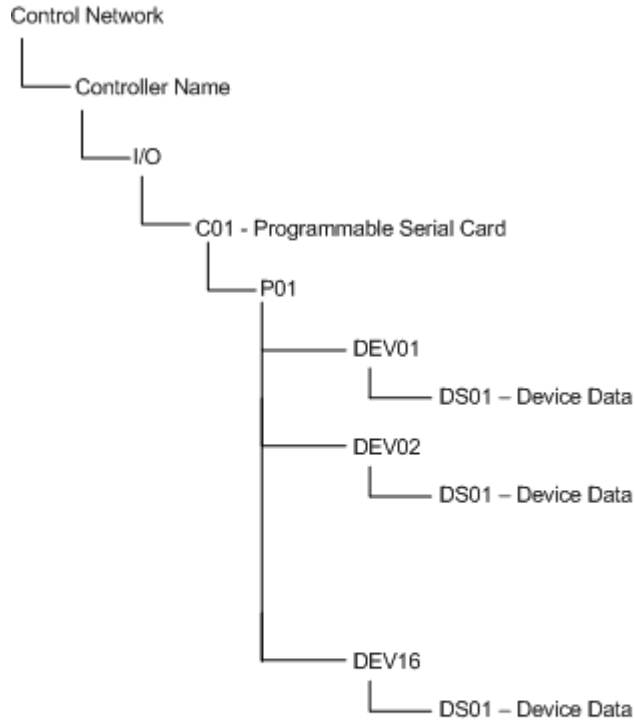 Control Network
Controller Name
I/O
C01 - Programmable Serial Card
P01
DEV01
DS01 – Device Data
DEV02
DS01 – Device Data
DEV16
DS01 – Device Data